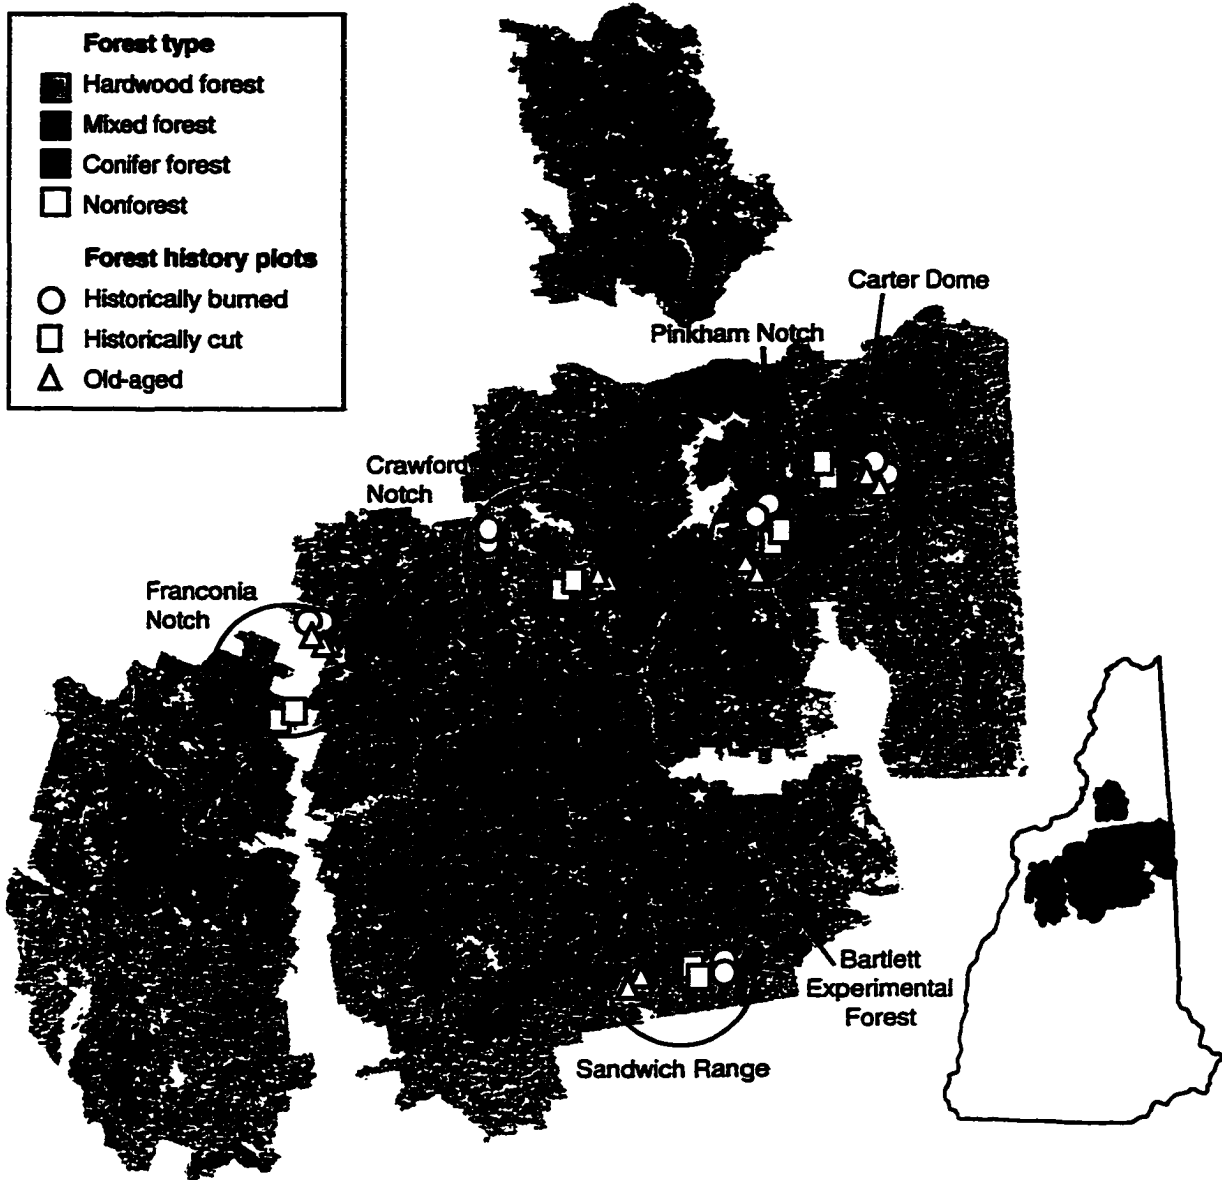 Forest type
Hardwood forest
Mixed forest
Conifer forest
Nonforest
Forest history plots
Historically burned
Historically cut
Old-aged
Carter Dome
Pinkham Notch
Crawford
Notch
Franconia
Notch
Bartlett
Experimental
Forest
Sandwich Range